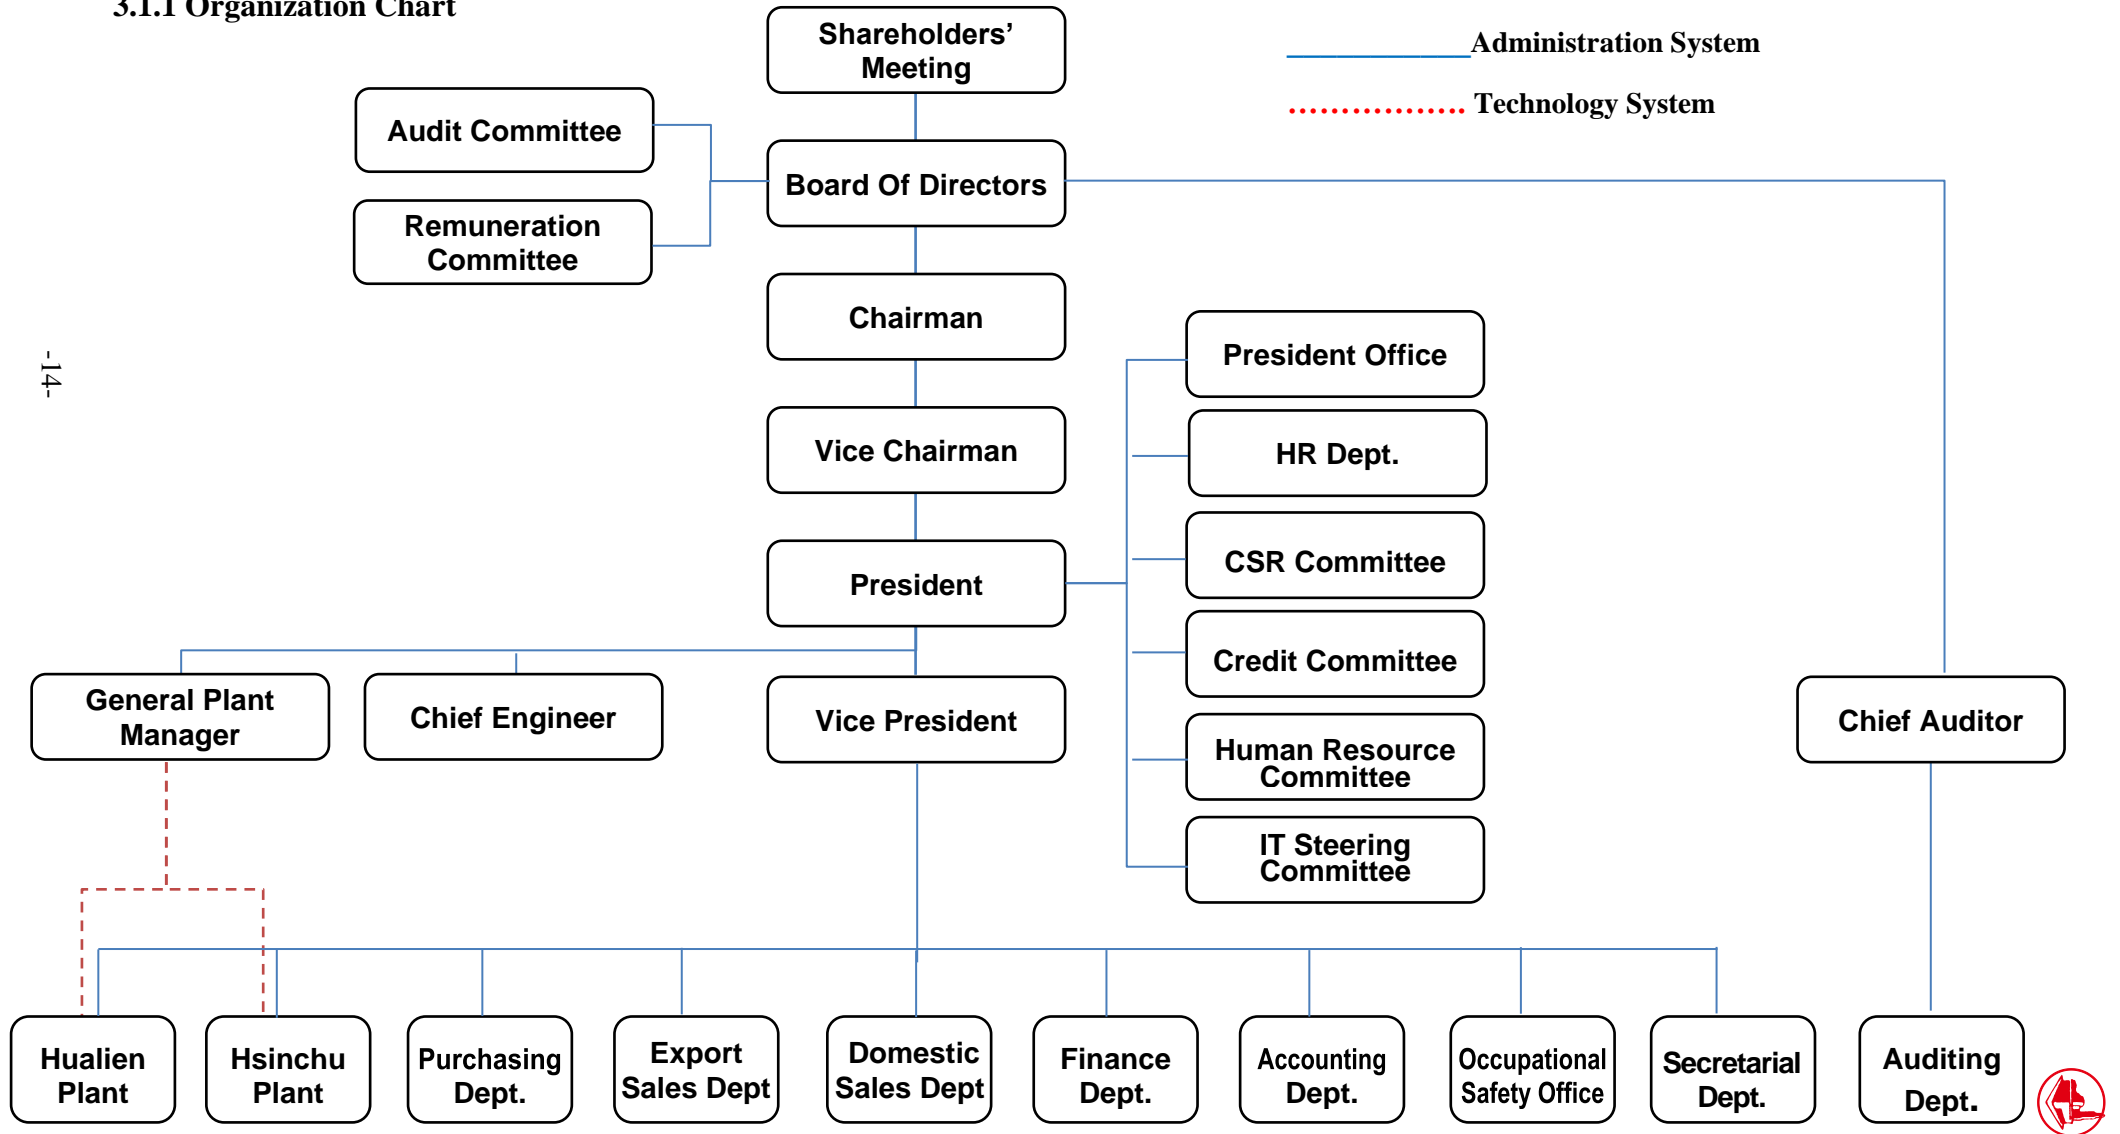 3.1.1 Organization Chart
Shareholders’
Meeting
Administration System
Technology System
Audit Committee
Board Of Directors
Remuneration
Committee
Chairman
President Office
-14-
Vice Chairman
HR Dept.
CSR Committee
President
Credit Committee
General Plant
Manager
Chief Engineer
Vice President
Chief Auditor
Human Resource
Committee
IT Steering
Committee
Hualien
Plant
Hsinchu
Plant
Purchasing
Dept.
Export
Sales Dept
Domestic
Sales Dept
Finance
Dept.
Accounting
Dept.
Occupational
Safety Office
Secretarial
Dept.
Auditing
Dept.